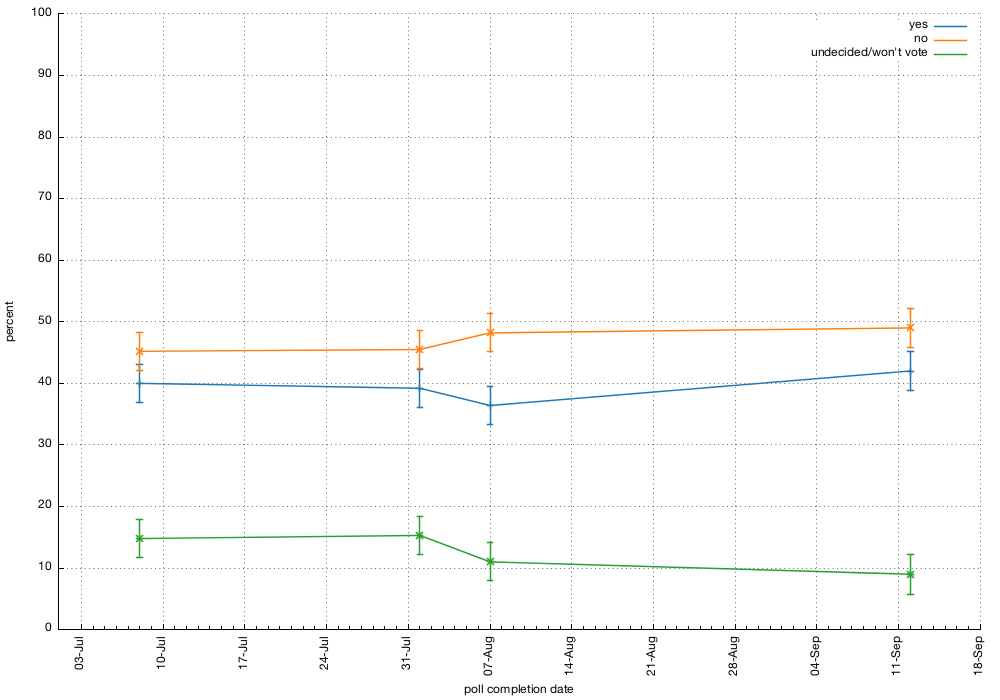 yes
no
undecided/won't vote
100
90
80
70
60
50
40
30
20
10
0
percent
03-Jul
10-Jul
17-Jul
24-Jul
31-Jul
07-Aug
14-Aug
21-Aug
28-Aug
04-Sep
11-Sep
18-Sep
poll completion date